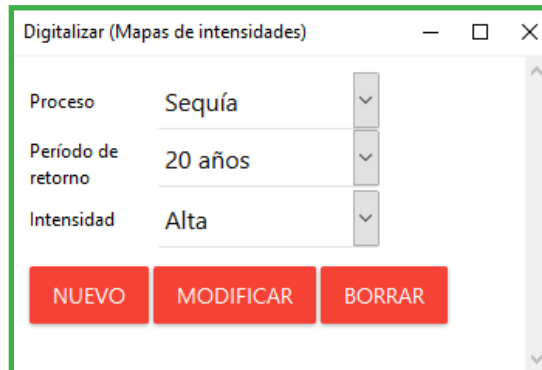 Digitalizar (Mapas de intensidades)
Proceso Sequía
Período de
retorno 20 años
Intensidad Alta
NUEVO MODIFICAR BORRAR